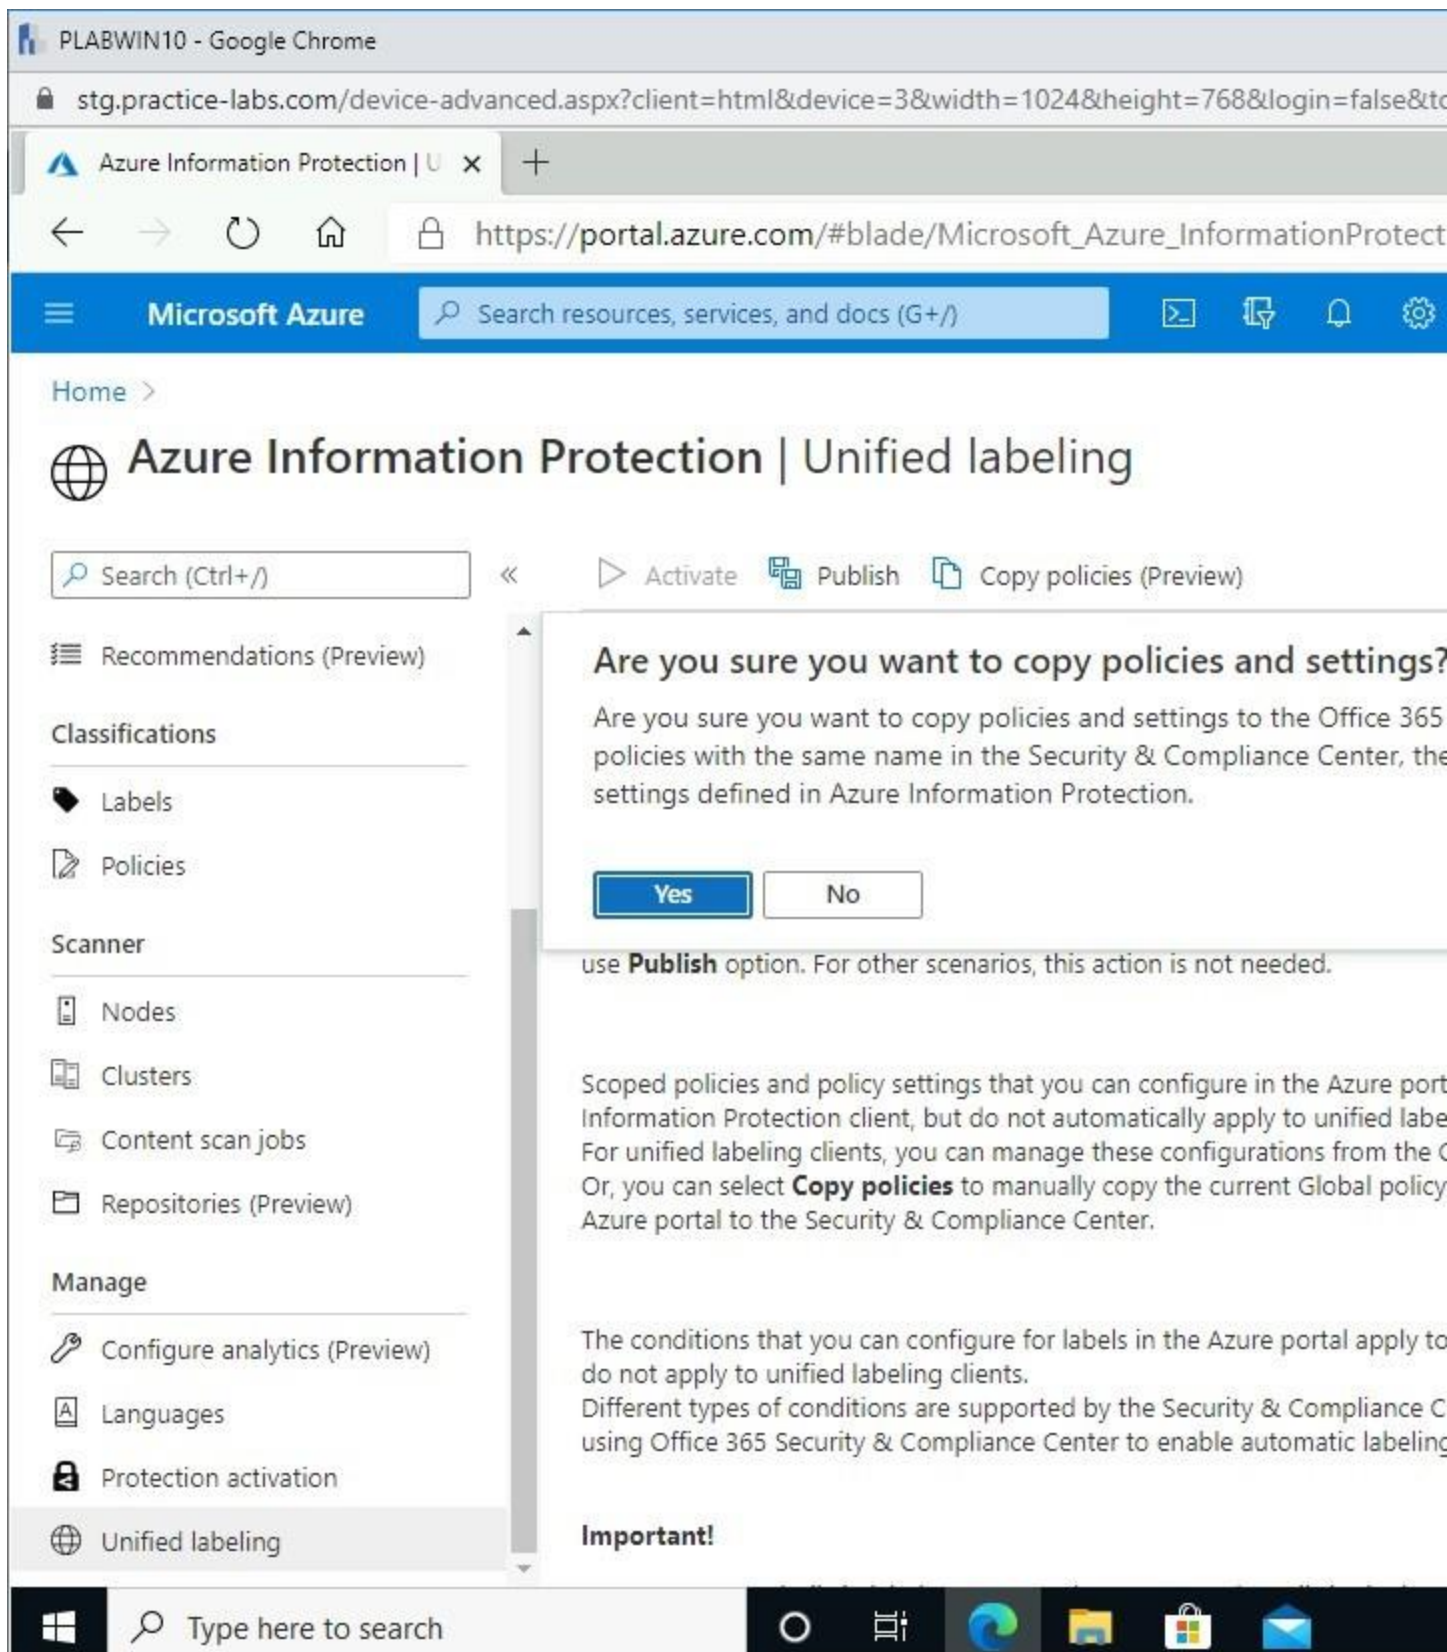 PLABWIN10 - Google Chrome
stg.practice-labs.com/device-advanced.aspx?client=html&device=3&width=1024&height=768&login=false&to
Azure Information Protection | U
https://portal.azure.com/#blade/Microsoft_Azure_InformationProtect
Microsoft Azure
Search resources, services, and docs (G+/)
Home >
Azure Information Protection | Unified labeling
Search (Ctrl+/)
Activate
Publish
Copy policies (Preview)
Recommendations (Preview)
Classifications
Labels
Policies
Scanner
Nodes
Clusters
Content scan jobs
Repositories (Preview)
Manage
Configure analytics (Preview)
Languages
Protection activation
Unified labeling
Are you sure you want to copy policies and settings?
Are you sure you want to copy policies and settings to the Office 365
policies with the same name in the Security & Compliance Center, the
settings defined in Azure Information Protection.
Yes
No
use Publish option. For other scenarios, this action is not needed.
Scoped policies and policy settings that you can configure in the Azure port
Information Protection client, but do not automatically apply to unified labe
For unified labeling clients, you can manage these configurations from the
Or, you can select Copy policies to manually copy the current Global policy
Azure portal to the Security & Compliance Center.
The conditions that you can configure for labels in the Azure portal apply to
do not apply to unified labeling clients.
Different types of conditions are supported by the Security & Compliance C
using Office 365 Security & Compliance Center to enable automatic labeling
Important!
Type here to search